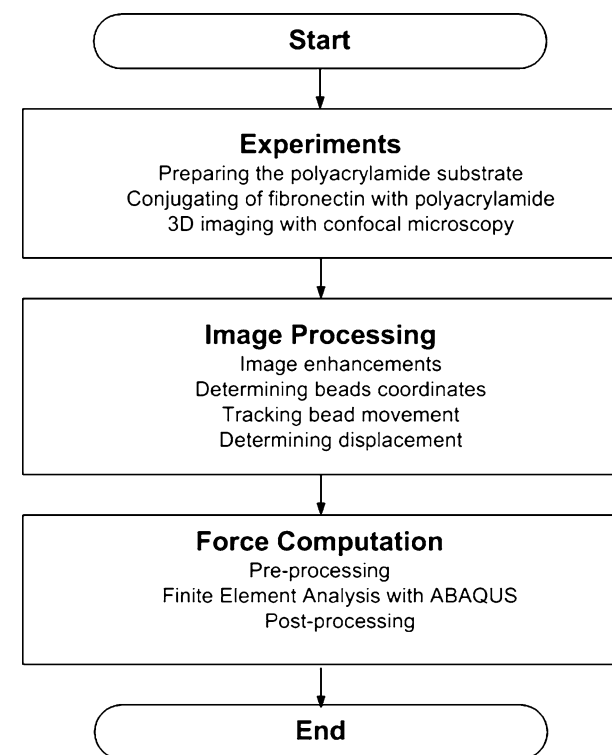 Start
Experiments
Preparing the polyacrylamide substrate
Conjugating of fibronectin with polyacrylamide
3D imaging with confocal microscopy
Image Processing
Image enhancements
Determining beads coordinates
Tracking bead movement
Determining displacement
Force Computation
Pre-processing
Finite Element Analysis with ABAQUS
Post-processing
End